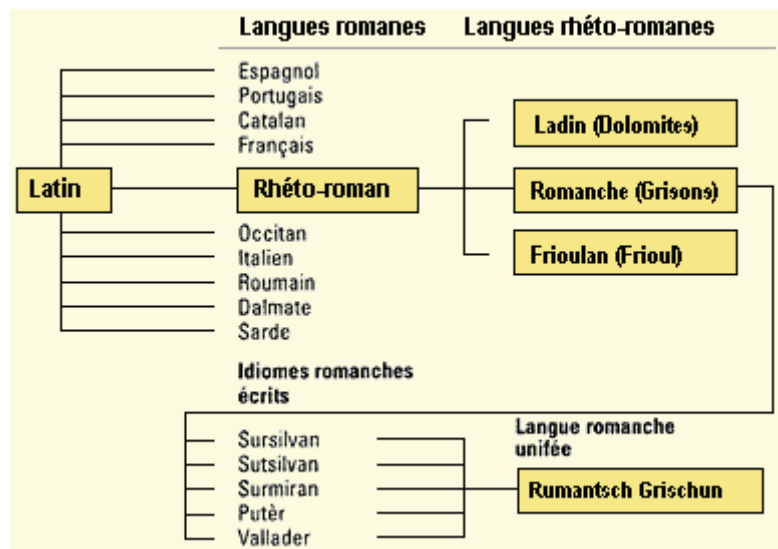 Langues romanes
Langues rhéto-romanes
Espagnol
Portugais
Catalan
Français
Latin
Rhéto-roman
Occitan
Italien
Roumain
Dalmate
Sarde
Ladin (Dolomites)
Romanche (Grisons)
Frioulan (Frioul)
Idiomes romanches
écrits
Sursilvan
Sutsilvan
Surmiran
Putèr
Vallader
Langue romanche
unifée
Rumantsch Grischun